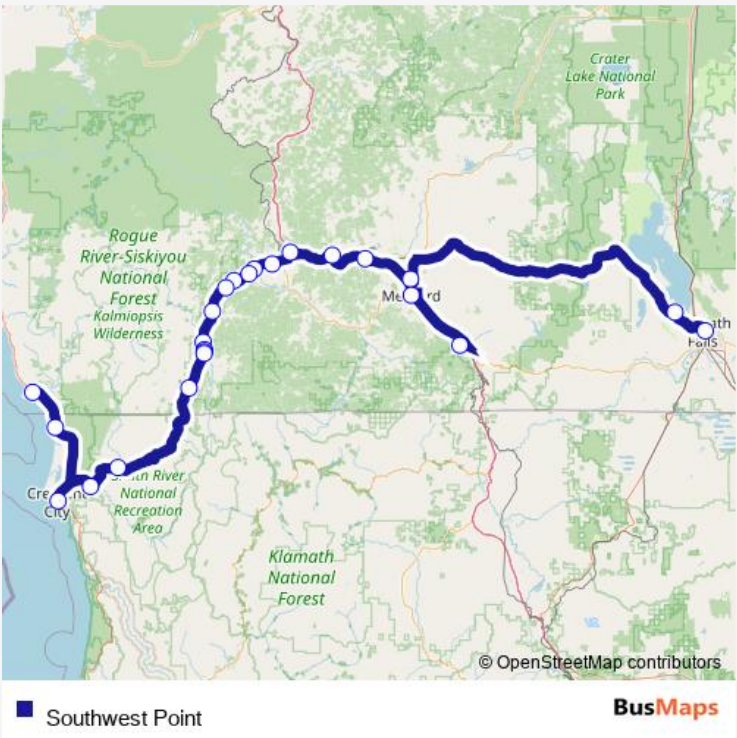 Crater
Lake National
Park
Rogue
River-Siskiyou
National
Forest
Kalmiopsis
Wilderness
Falls
River
National
Recreation
Area
City
Klamath
National
Forest
© OpenStreetMap contributors
Southwest Point
BusMaps